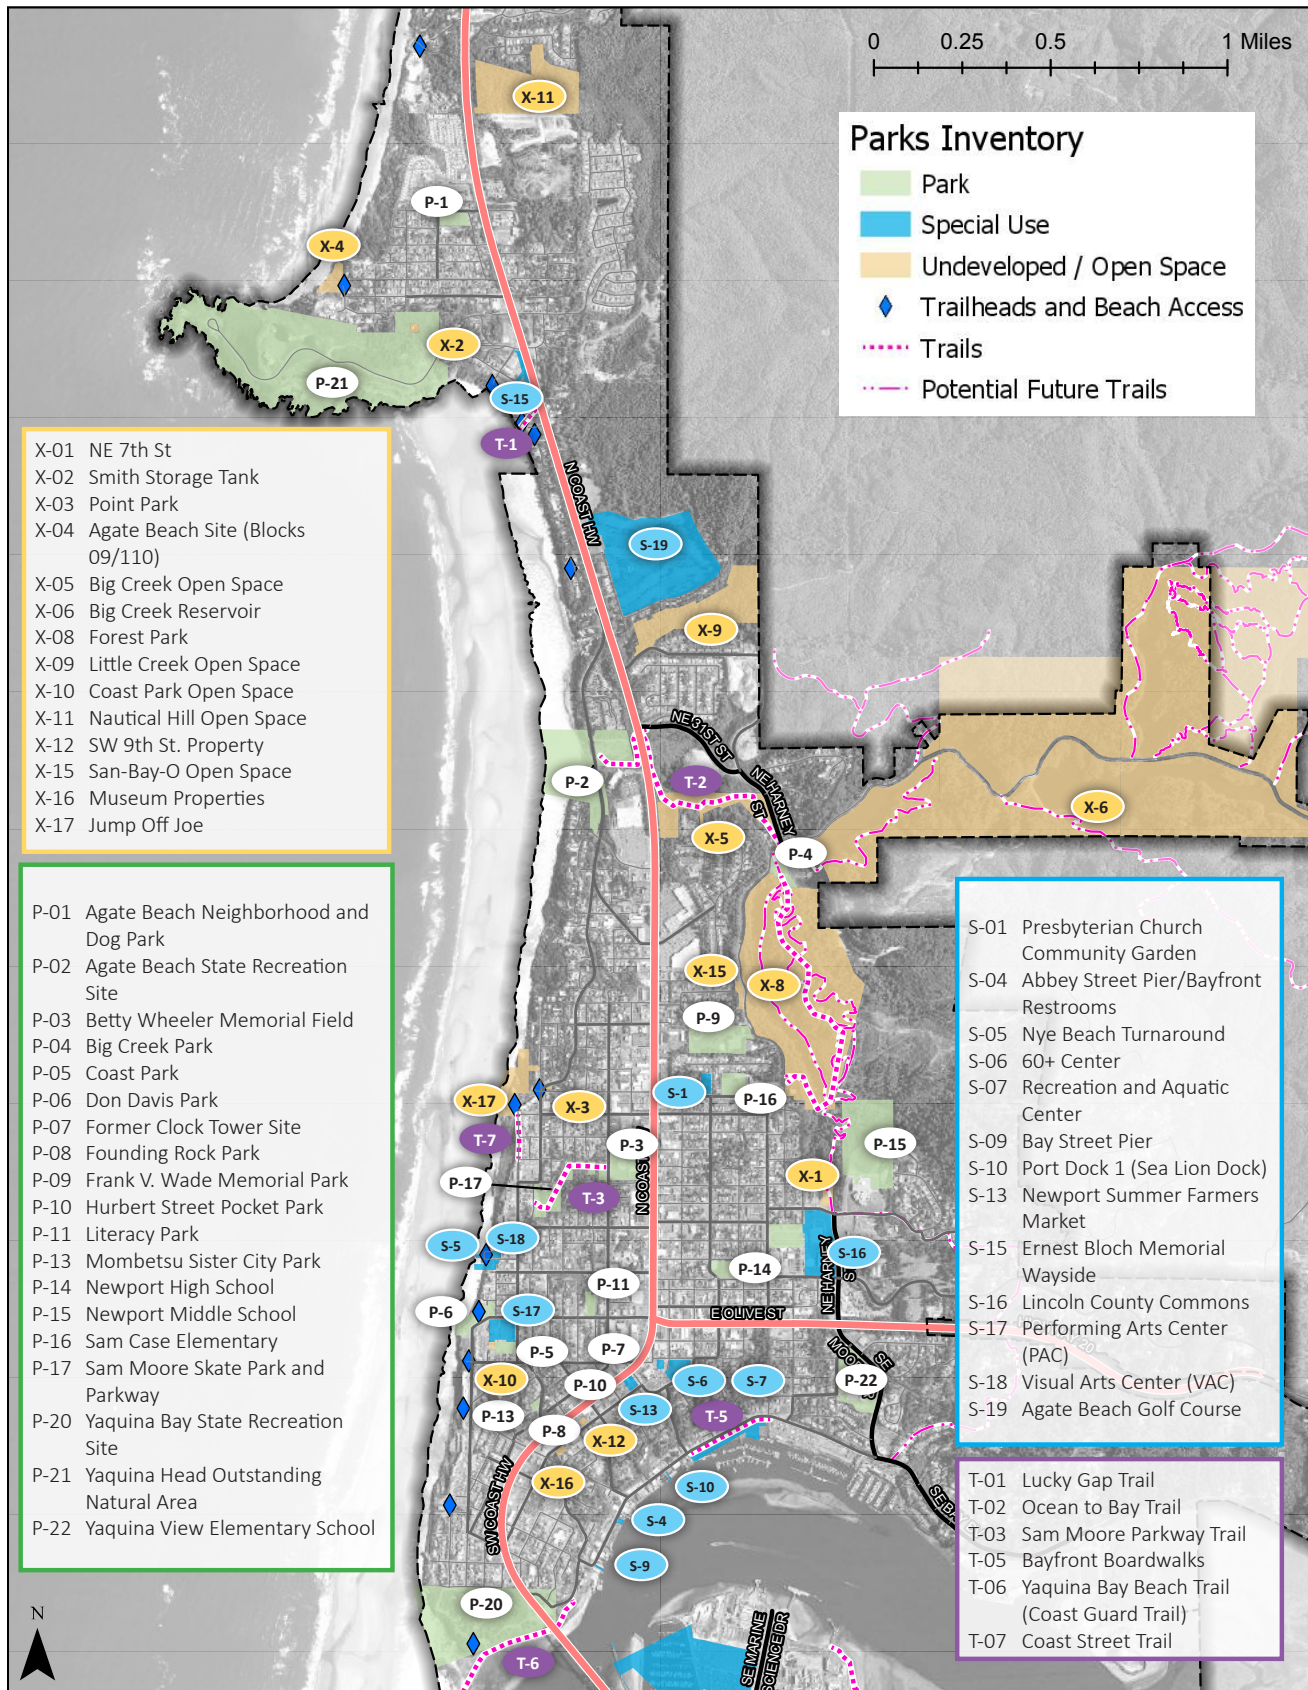 0 0.25 0.5 1 Miles
Parks Inventory
Park
Special Use
Undeveloped / Open Space
Trailheads and Beach Access
Trails
Potential Future Trails
X-11
P-1
X-4
X-2
P-21
S-15
T-1
N COAST HW
S-19
X-9
NE 31ST ST
P-2
T-2
NE HARNEY
ST
X-5
X-6
P-4
X-15
X-8
P-9
S-1
P-16
X-17
X-3
T-7
P-3
P-15
P-17
T-3
X-1
N COAST
S-5
S-18
S-16
NE HARNEY
ST
P-14
P-11
P-6
S-17
E OLIVE ST
P-5
P-7
SE
X-10
P-10
S-6
S-7
P-22
P-13
S-13
T-5
P-8
X-12
X-16
S-10
SW COAST HW
S-4
S-9
P-20
T-6
SE MARINE
SCIENCE DR
N
X-01 NE 7th St
X-02 Smith Storage Tank
X-03 Point Park
X-04 Agate Beach Site (Blocks
09/110)
X-05 Big Creek Open Space
X-06 Big Creek Reservoir
X-08 Forest Park
X-09 Little Creek Open Space
X-10 Coast Park Open Space
X-11 Nautical Hill Open Space
X-12 SW 9th St. Property
X-15 San-Bay-O Open Space
X-16 Museum Properties
X-17 Jump Off Joe
P-01 Agate Beach Neighborhood and
Dog Park
P-02 Agate Beach State Recreation
Site
P-03 Betty Wheeler Memorial Field
P-04 Big Creek Park
P-05 Coast Park
P-06 Don Davis Park
P-07 Former Clock Tower Site
P-08 Founding Rock Park
P-09 Frank V. Wade Memorial Park
P-10 Hurbert Street Pocket Park
P-11 Literacy Park
P-13 Mombetsu Sister City Park
P-14 Newport High School
P-15 Newport Middle School
P-16 Sam Case Elementary
P-17 Sam Moore Skate Park and
Parkway
P-20 Yaquina Bay State Recreation
Site
P-21 Yaquina Head Outstanding
Natural Area
P-22 Yaquina View Elementary School
S-01 Presbyterian Church
Community Garden
S-04 Abbey Street Pier/Bayfront
Restrooms
S-05 Nye Beach Turnaround
S-06 60+ Center
S-07 Recreation and Aquatic
Center
S-09 Bay Street Pier
S-10 Port Dock 1 (Sea Lion Dock)
S-13 Newport Summer Farmers
Market
S-15 Ernest Bloch Memorial
Wayside
S-16 Lincoln County Commons
S-17 Performing Arts Center
(PAC)
S-18 Visual Arts Center (VAC)
S-19 Agate Beach Golf Course
T-01 Lucky Gap Trail
T-02 Ocean to Bay Trail
T-03 Sam Moore Parkway Trail
T-05 Bayfront Boardwalks
T-06 Yaquina Bay Beach Trail
(Coast Guard Trail)
T-07 Coast Street Trail